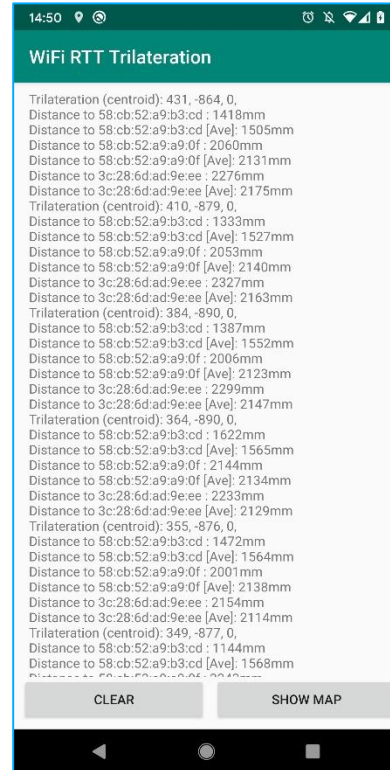 14:50
WiFi RTT Trilateration
Trilateration (centroid): 431, -864, 0,
Distance to 58:cb:52:a9:b3:cd : 1418mm
Distance to 58:cb:52:a9:b3:cd [Ave]: 1505mm
Distance to 58:cb:52:a9:a9:0f : 2060mm
Distance to 58:cb:52:a9:a9:0f [Ave]: 2131mm
Distance to 3c:28:6d:ad:9e:ee : 2276mm
Distance to 3c:28:6d:ad:9e:ee [Ave]: 2175mm
Trilateration (centroid): 410, -879, 0,
Distance to 58:cb:52:a9:b3:cd : 1333mm
Distance to 58:cb:52:a9:b3:cd [Ave]: 1527mm
Distance to 58:cb:52:a9:a9:0f : 2053mm
Distance to 58:cb:52:a9:a9:0f [Ave]: 2140mm
Distance to 3c:28:6d:ad:9e:ee : 2327mm
Distance to 3c:28:6d:ad:9e:ee [Ave]: 2163mm
Trilateration (centroid): 384, -890, 0,
Distance to 58:cb:52:a9:b3:cd : 1387mm
Distance to 58:cb:52:a9:b3:cd [Ave]: 1552mm
Distance to 58:cb:52:a9:a9:0f : 2006mm
Distance to 58:cb:52:a9:a9:0f [Ave]: 2123mm
Distance to 3c:28:6d:ad:9e:ee : 2299mm
Distance to 3c:28:6d:ad:9e:ee [Ave]: 2147mm
Trilateration (centroid): 364, -890, 0,
Distance to 58:cb:52:a9:b3:cd : 1622mm
Distance to 58:cb:52:a9:b3:cd [Ave]: 1565mm
Distance to 58:cb:52:a9:a9:0f : 2144mm
Distance to 58:cb:52:a9:a9:0f [Ave]: 2134mm
Distance to 3c:28:6d:ad:9e:ee : 2233mm
Distance to 3c:28:6d:ad:9e:ee [Ave]: 2129mm
Trilateration (centroid): 355, -876, 0,
Distance to 58:cb:52:a9:b3:cd : 1472mm
Distance to 58:cb:52:a9:b3:cd [Ave]: 1564mm
Distance to 58:cb:52:a9:a9:0f : 2001mm
Distance to 58:cb:52:a9:a9:0f [Ave]: 2138mm
Distance to 3c:28:6d:ad:9e:ee : 2154mm
Distance to 3c:28:6d:ad:9e:ee [Ave]: 2114mm
Trilateration (centroid): 349, -877, 0,
Distance to 58:cb:52:a9:b3:cd : 1144mm
Distance to 58:cb:52:a9:b3:cd [Ave]: 1568mm
CLEAR
SHOW MAP